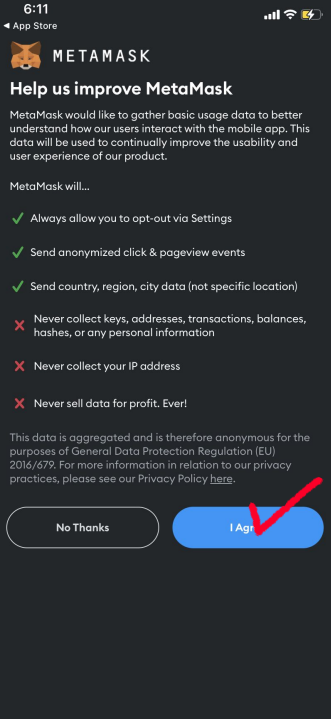 6:11
◀ App Store
METAMASK
Help us improve MetaMask
MetaMask would like to gather basic usage data to better
understand how our users interact with the mobile app. This
data will be used to continually improve the usability and
user experience of our product.
MetaMask will...
Always allow you to opt-out via Settings
Send anonymized click & pageview events
Send country, region, city data (not specific location)
Never collect keys, addresses, transactions, balances,
hashes, or any personal information
Never collect your IP address
Never sell data for profit. Ever!
This data is aggregated and is therefore anonymous for the
purposes of General Data Protection Regulation (EU)
2016/679. For more information in relation to our privacy
practices, please see our Privacy Policy here.
No Thanks
I